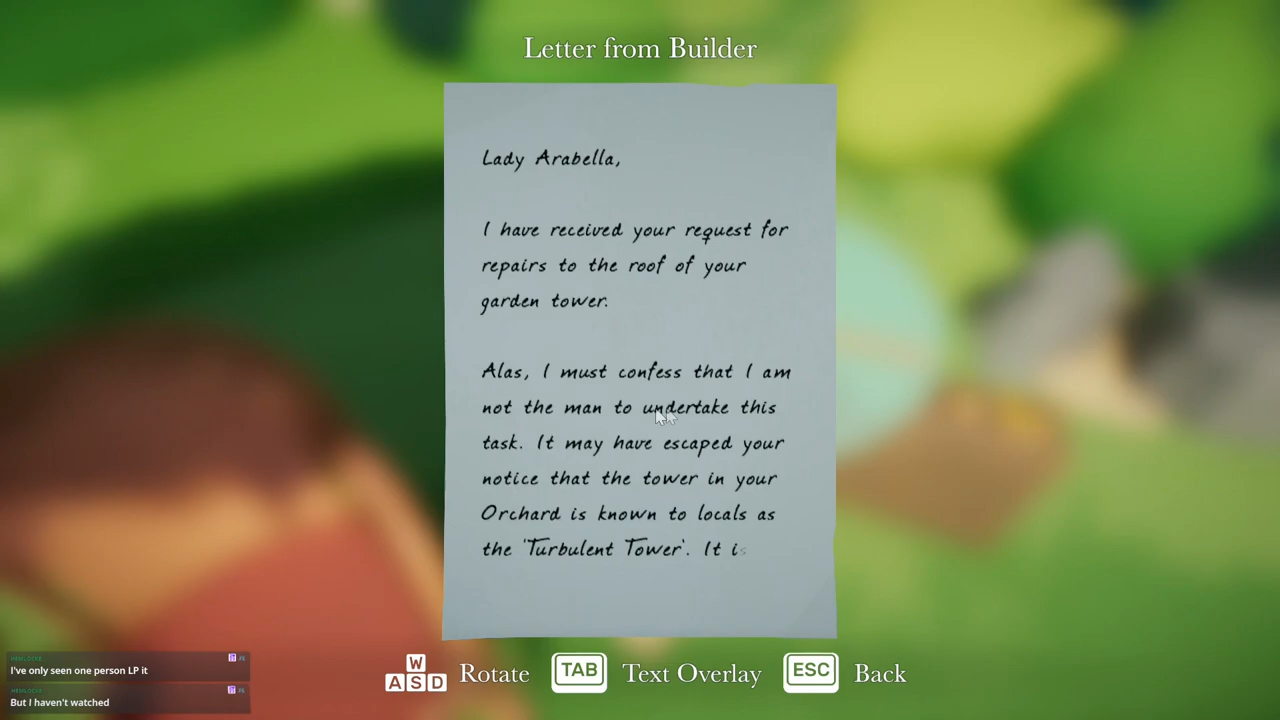 Letter from Builder
Lady Arabella,
I have received your request for
repairs to the roof of your
garden tower.
Alas, I must confess that I am
not the man to undertake this
task. It may have escaped your
notice that the tower in your
Orchard is known to locals as
the 'Turbulent Tower'. It is
W
A S D
Rotate
TAB
Text Overlay
ESC
Back
I've only seen one person LP it
But I haven't watched